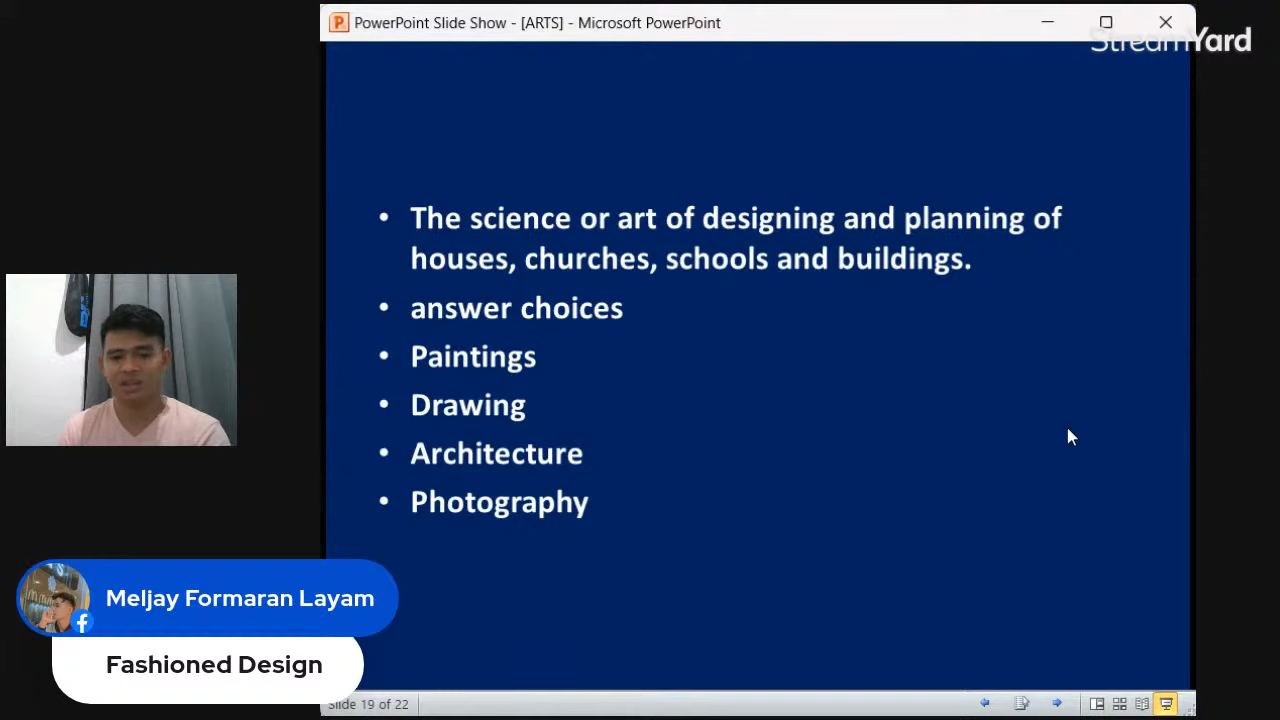 PowerPoint Slide Show - [ARTS] - Microsoft PowerPoint
StreamYard
• The science or art of designing and planning of
houses, churches, schools and buildings.
• answer choices
• Paintings
• Drawing
• Architecture
• Photography
Meljay Formaran Layam
Fashioned Design
Slide 19 of 22